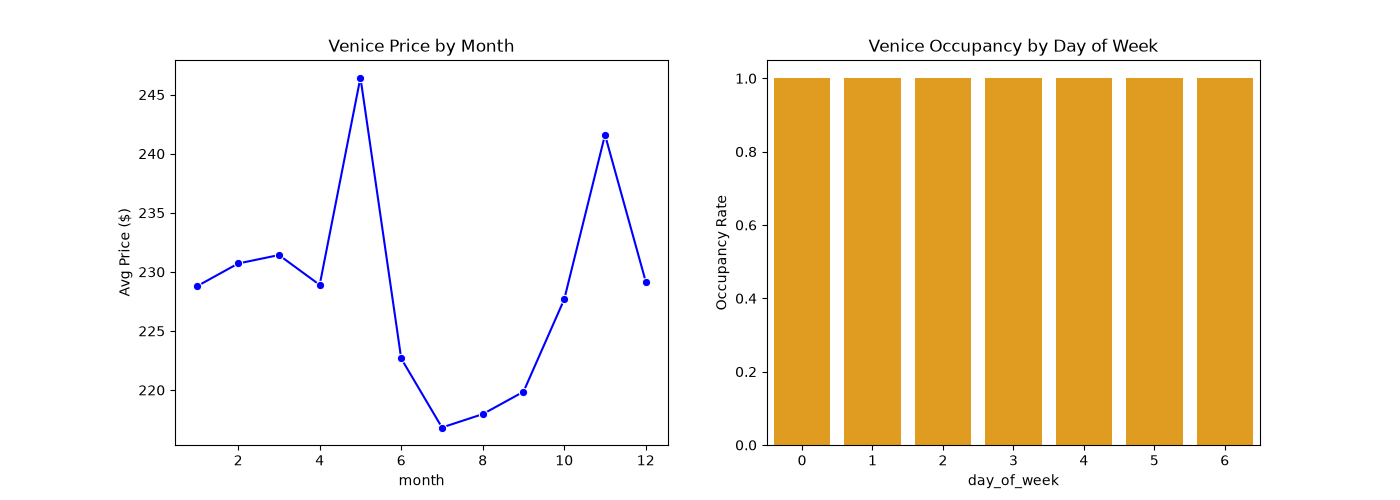 Venice Price by Month
Avg Price ($)
245
240
235
230
225
220
2 4 6 8 10 12
month
Venice Occupancy by Day of Week
Occupancy Rate
1.0
0.8
0.6
0.4
0.2
0.0
0 1 2 3 4 5 6
day_of_week